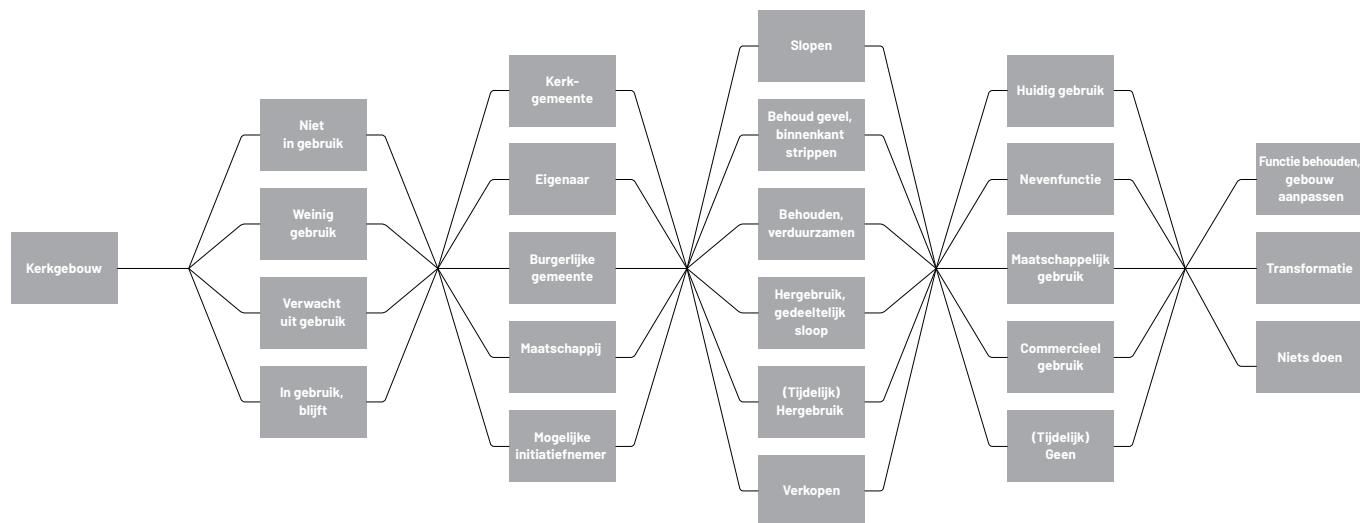 Kerkgebouw
Niet
in gebruik
Weinig
gebruik
Verwacht
uit gebruik
In gebruik,
blijft
Kerk-
gemeente
Eigenaar
Burgerlijke
gemeente
Maatschappij
Mogelijke
initiatiefnemer
Slopen
Behoud gevel,
binnenkant
strippen
Behouden,
verduurzamen
Hergebruik,
gedeeltelijk
sloop
(Tijdelijk)
Hergebruik
Verkopen
Huidig gebruik
Nevenfunctie
Maatschappelijk
gebruik
Commercieel
gebruik
(Tijdelijk)
Geen
Functie behouden,
gebouw
aanpassen
Transformatie
Niets doen